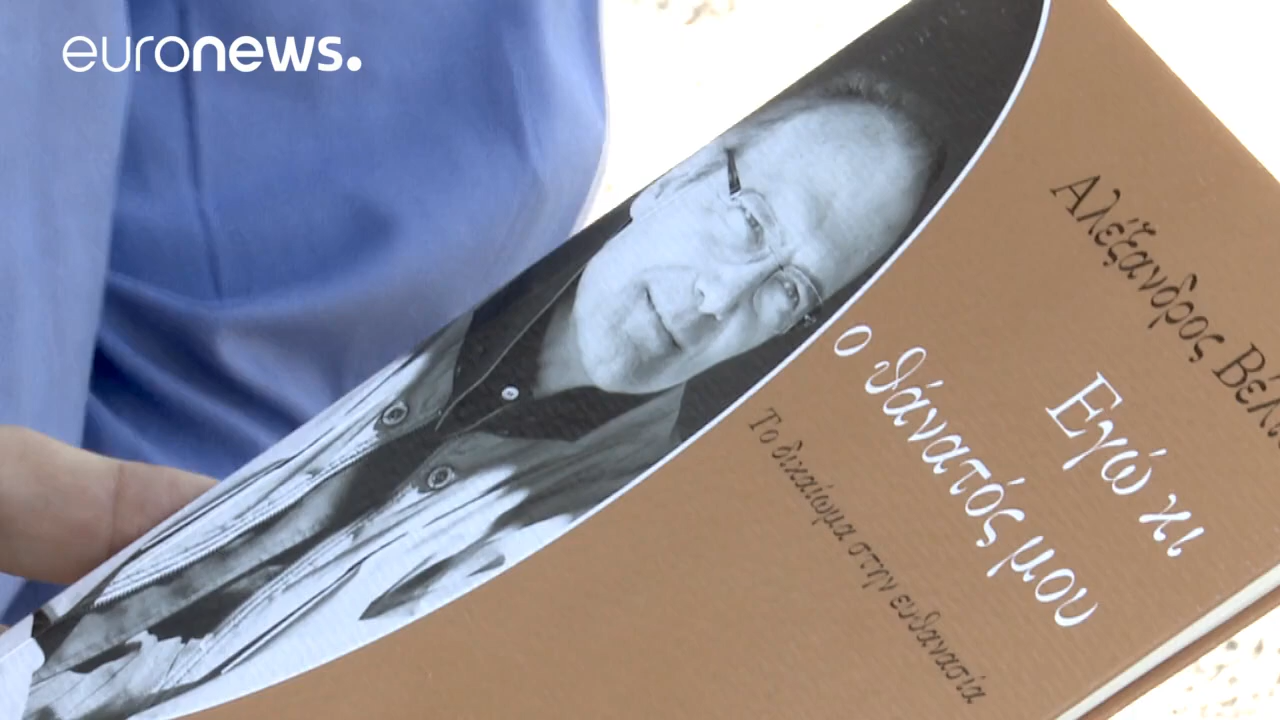 euronews.
Αλέξανδρος
Εγώ κι
ο θάνατός μου
Το δικαίωμα στην ευθανασία